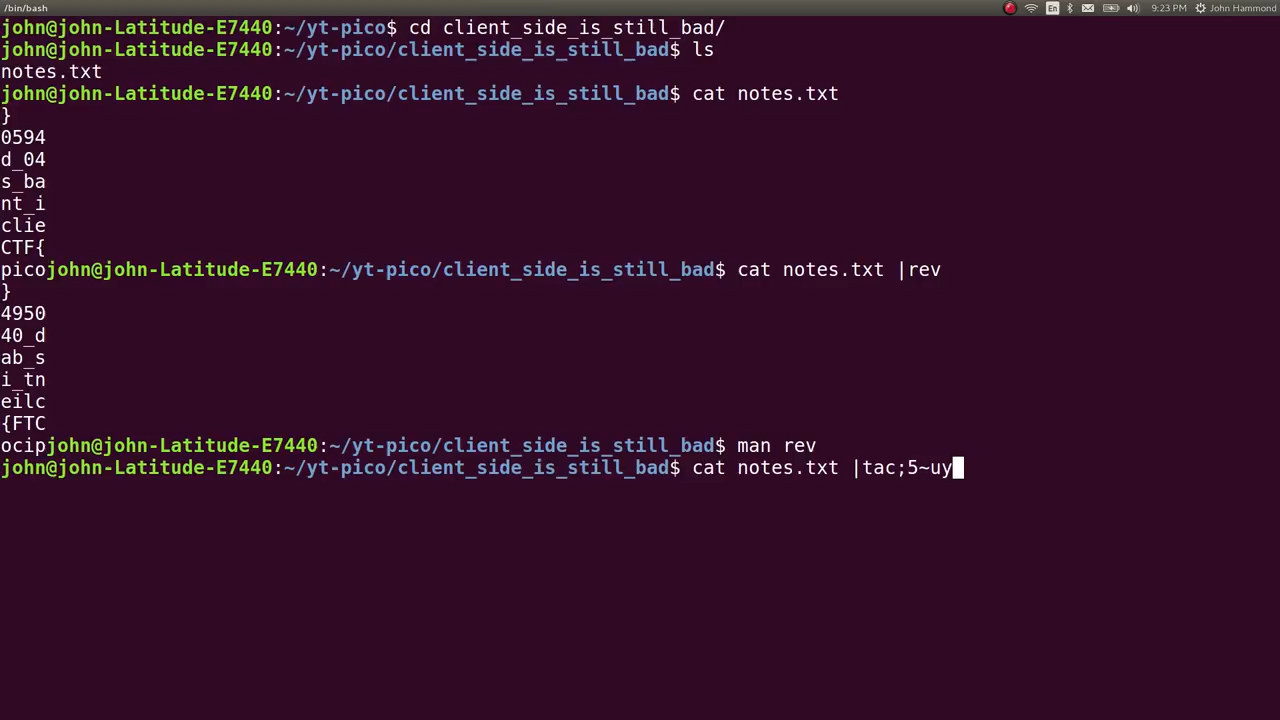 /bin/bash
En
9:23 PM
John Hammond
john@john-Latitude-E7440:~/yt-pico$ cd client_side_is_still_bad/
john@john-Latitude-E7440:~/yt-pico/client_side_is_still_bad$ ls
notes.txt
john@john-Latitude-E7440:~/yt-pico/client_side_is_still_bad$ cat notes.txt
}
0594
d_04
s_ba
nt_i
clie
CTF{
picojohn@john-Latitude-E7440:~/yt-pico/client_side_is_still_bad$ cat notes.txt |rev
}
4950
40_d
ab_s
i_tn
eilc
{FTC
ocipjohn@john-Latitude-E7440:~/yt-pico/client_side_is_still_bad$ man rev
john@john-Latitude-E7440:~/yt-pico/client_side_is_still_bad$ cat notes.txt |tac;5~uy